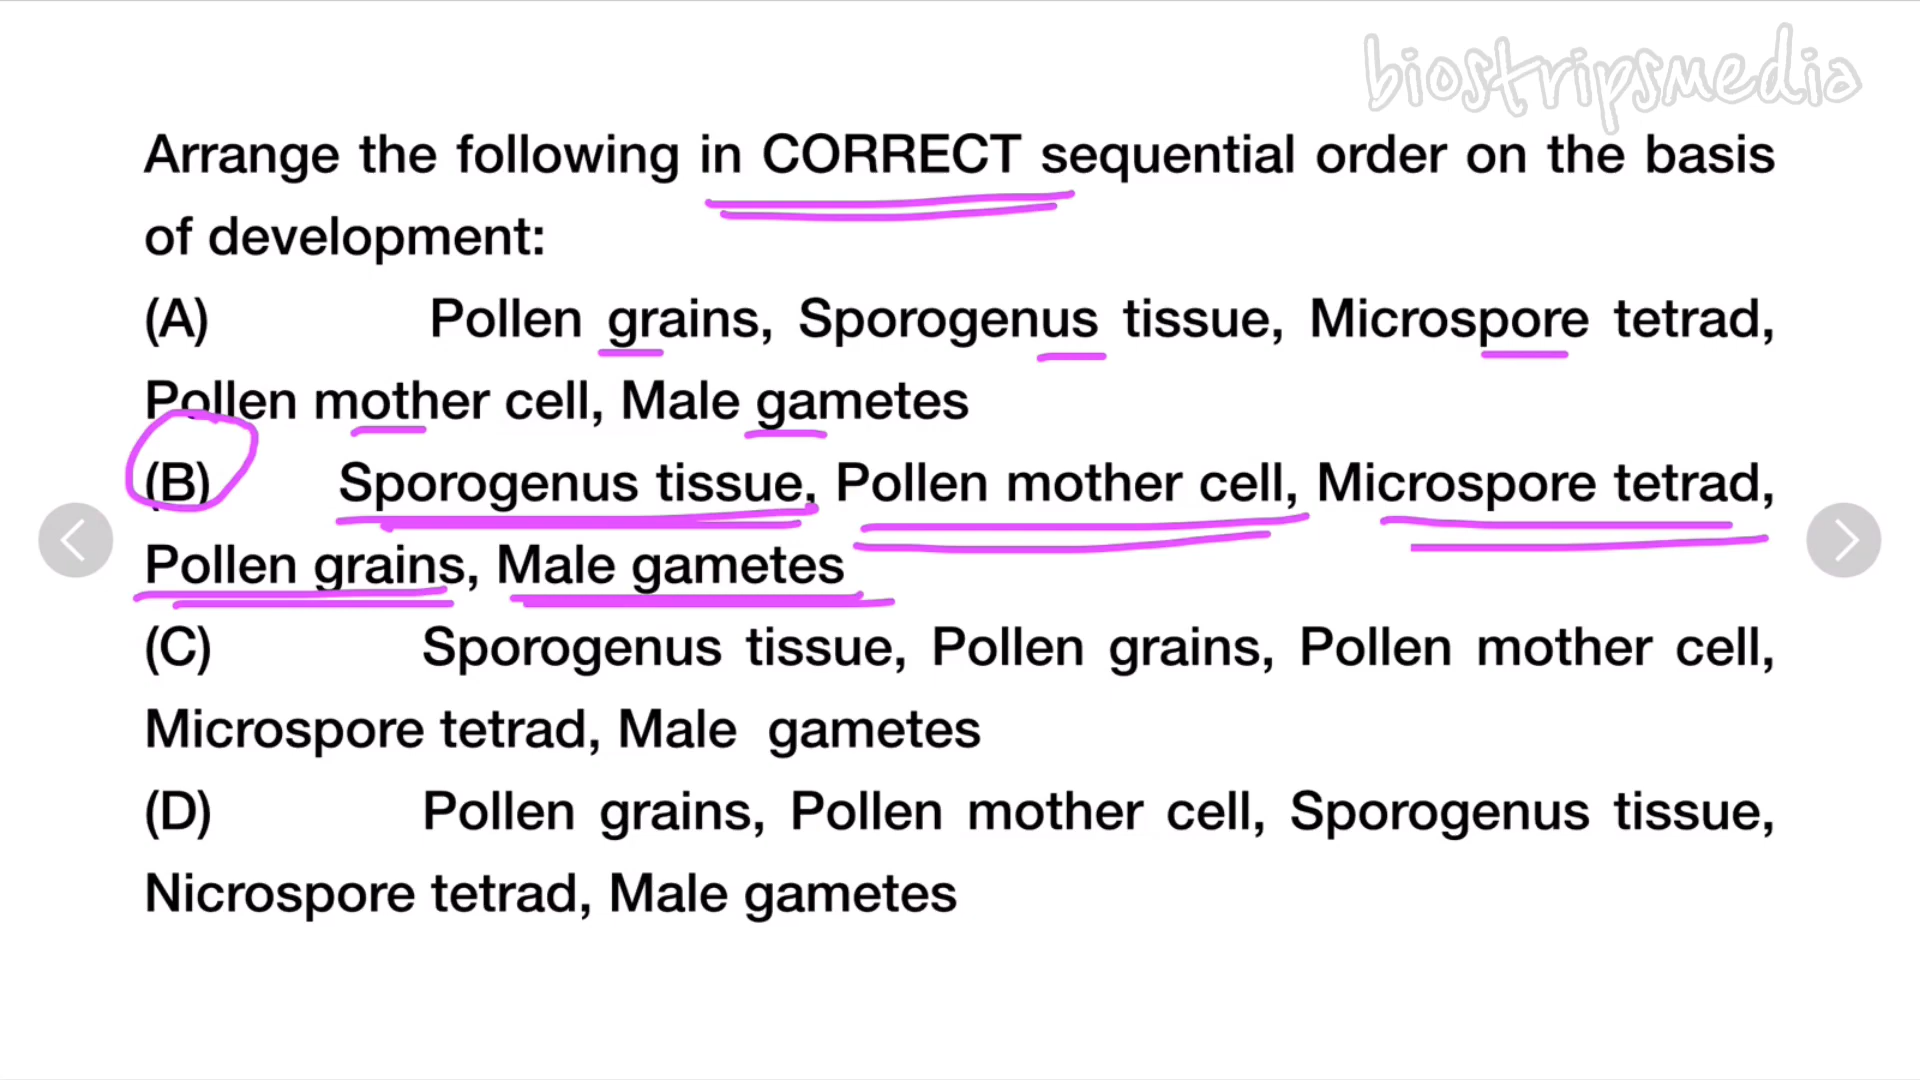 biostripsmedia
Arrange the following in CORRECT sequential order on the basis
of development:
(A) Pollen grains, Sporogenus tissue, Microspore tetrad,
Pollen mother cell, Male gametes
(B) Sporogenus tissue, Pollen mother cell, Microspore tetrad,
Pollen grains, Male gametes
(C) Sporogenus tissue, Pollen grains, Pollen mother cell,
Microspore tetrad, Male gametes
(D) Pollen grains, Pollen mother cell, Sporogenus tissue,
Nicrospore tetrad, Male gametes